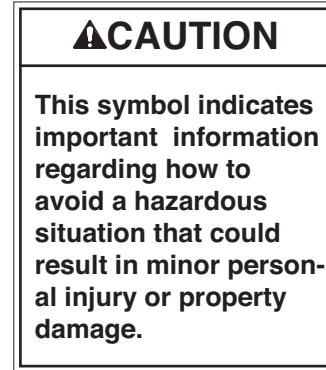 ⚠CAUTION
This symbol indicates
important information
regarding how to
avoid a hazardous
situation that could
result in minor person-
al injury or property
damage.